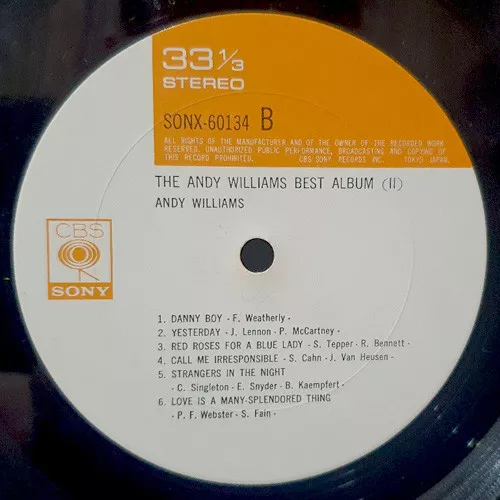 33 1/3
STEREO
SONX-60134 B
ALL RIGHTS OF THE MANUFACTURER AND OF THE OWNER OF THE RECORDED WORK
RESERVED. UNAUTHORIZED PUBLIC PERFORMANCE, BROADCASTING AND COPYING OF
THIS RECORD PROHIBITED. CBS/SONY RECORDS INC. TOKYO JAPAN.
THE ANDY WILLIAMS BEST ALBUM (II)
ANDY WILLIAMS
CBS
SONY
1. DANNY BOY - F. Weatherly -
2. YESTERDAY - J. Lennon - P. McCartney -
3. RED ROSES FOR A BLUE LADY - S. Tepper - R. Bennett -
4. CALL ME IRRESPONSIBLE - S. Cahn - J. Van Heusen -
5. STRANGERS IN THE NIGHT
- C. Singleton - E. Snyder - B. Kaempfert -
6. LOVE IS A MANY-SPLENDORED THING
- P. F. Webster - S. Fain -